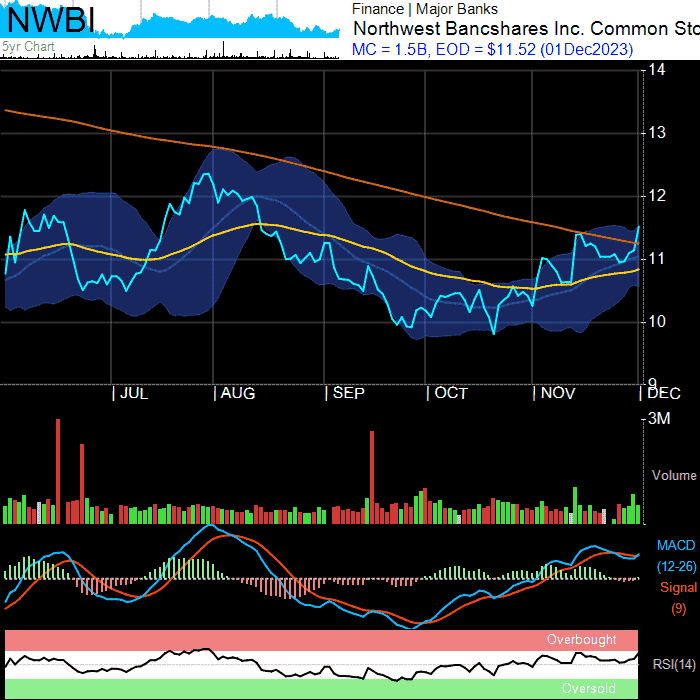 NWBI
5yr Chart
Finance | Major Banks
Northwest Bancshares Inc. Common Sto
MC = 1.5B, EOD = $11.52 (01Dec2023)
14
13
12
11
10
9
JUL AUG SEP OCT NOV DEC
3M
Volume
MACD
(12-26)
Signal
(9)
Overbought
RSI(14)
Oversold